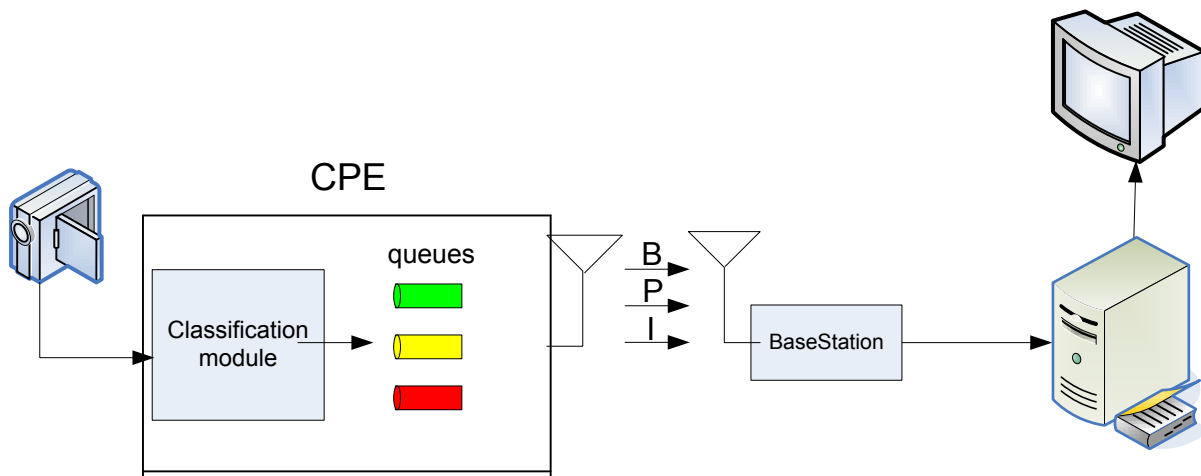 CPE
queues
Classification
module
B
P
I
BaseStation